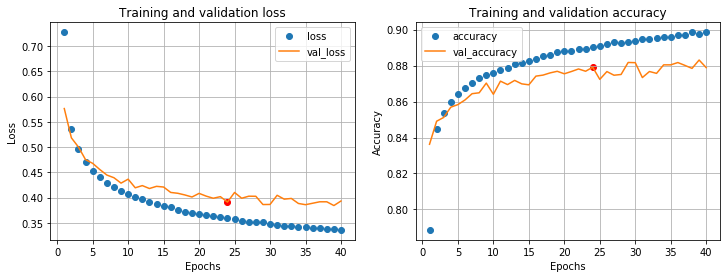 Training and validation loss
loss
val_loss
0.70
0.65
0.60
0.55
0.50
0.45
0.40
0.35
Loss
0 5 10 15 20 25 30 35 40
Epochs
Training and validation accuracy
accuracy
val_accuracy
0.90
0.88
0.86
0.84
0.82
0.80
Accuracy
0 5 10 15 20 25 30 35 40
Epochs